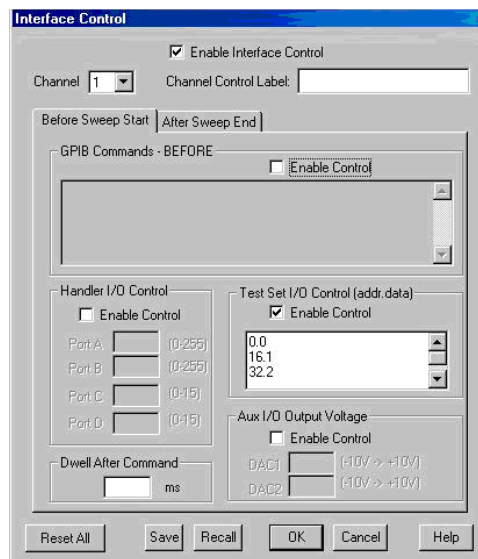 Interface Control
Enable Interface Control
Channel 1 Channel Control Label:
Before Sweep Start After Sweep End
GPIB Commands - BEFORE
Enable Control
Handler I/O Control
Enable Control
Port A (0-255)
Port B (0-255)
Port C (0-15)
Port D (0-15)
Test Set I/O Control (addr.data)
Enable Control
0.0
16.1
32.2
Aux I/O Output Voltage
Enable Control
DAC1 (-10V -> +10V)
DAC2 (-10V -> +10V)
Dwell After Command
ms
Reset All Save Recall OK Cancel Help